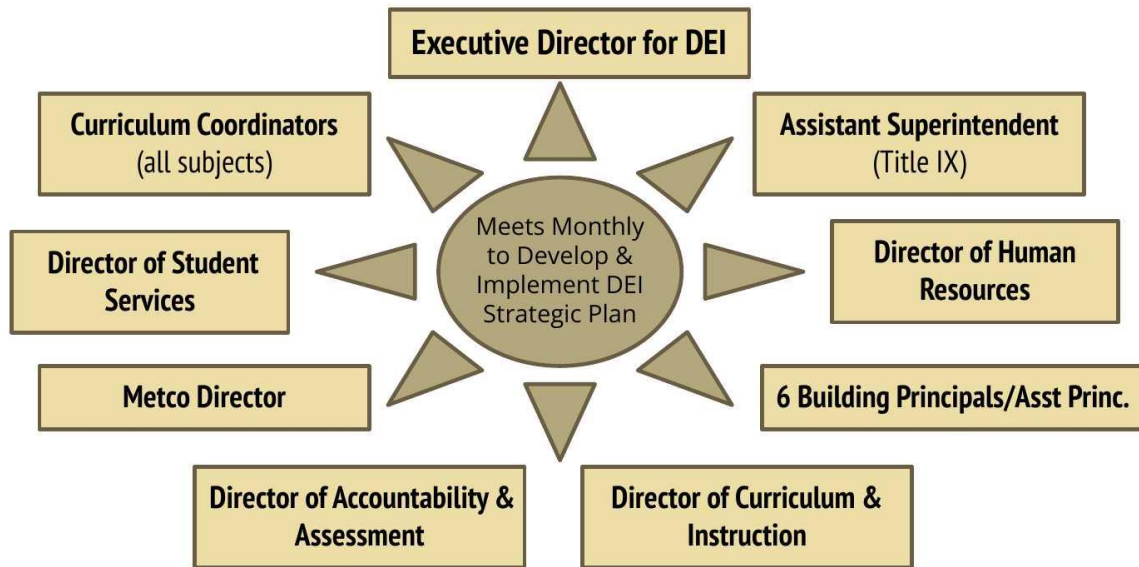 Executive Director for DEI
Curriculum Coordinators
(all subjects)
Assistant Superintendent
(Title IX)
Meets Monthly
to Develop &
Implement DEI
Strategic Plan
Director of Student
Services
Director of Human
Resources
Metco Director
6 Building Principals/Asst Princ.
Director of Accountability &
Assessment
Director of Curriculum &
Instruction